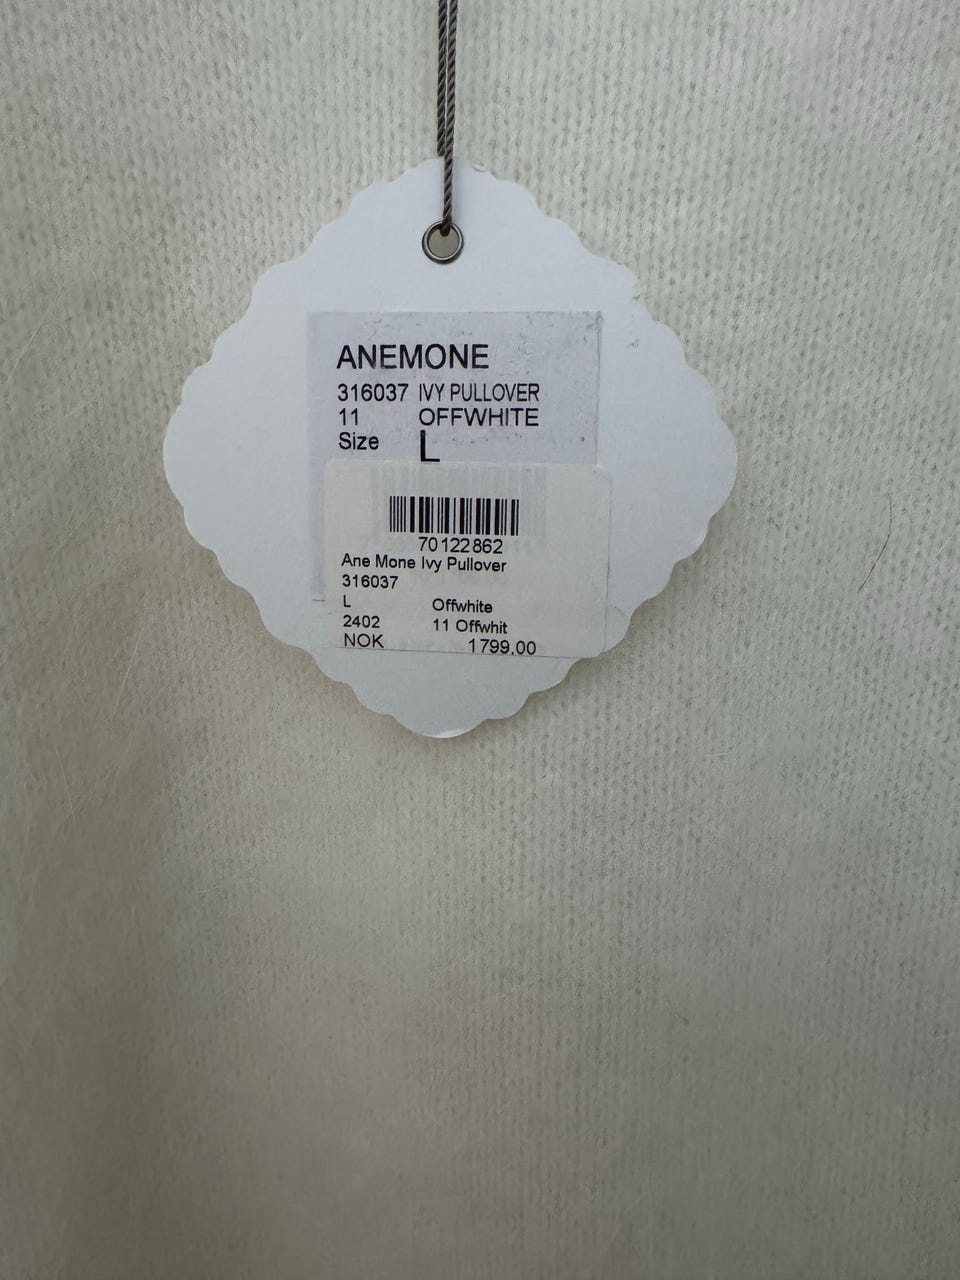 ANEMONE
316037 IVY PULLOVER
11 OFFWHITE
Size L
70122862
Ane Mone Ivy Pullover
316037
L Offwhite
2402 11 Offwhit
NOK 1799.00